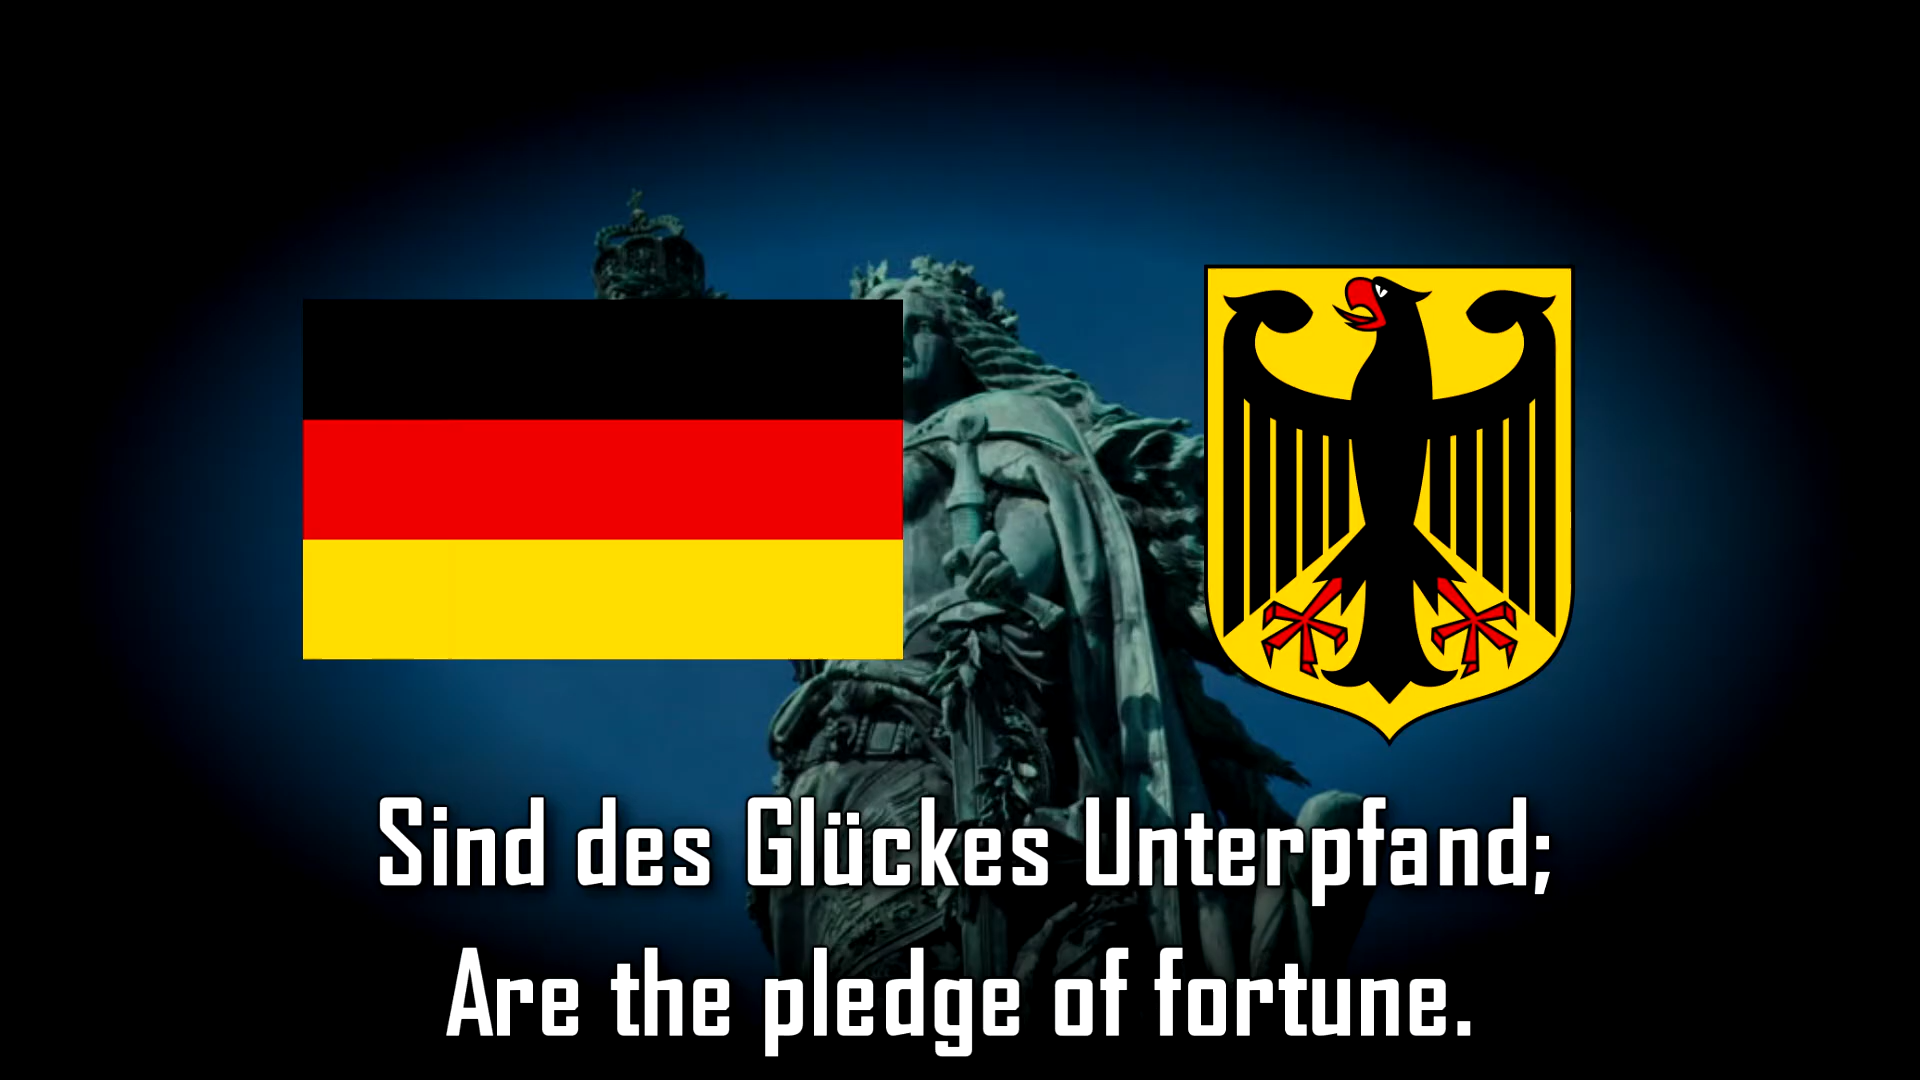 Sind des Glückes Unterpfand;
Are the pledge of fortune.